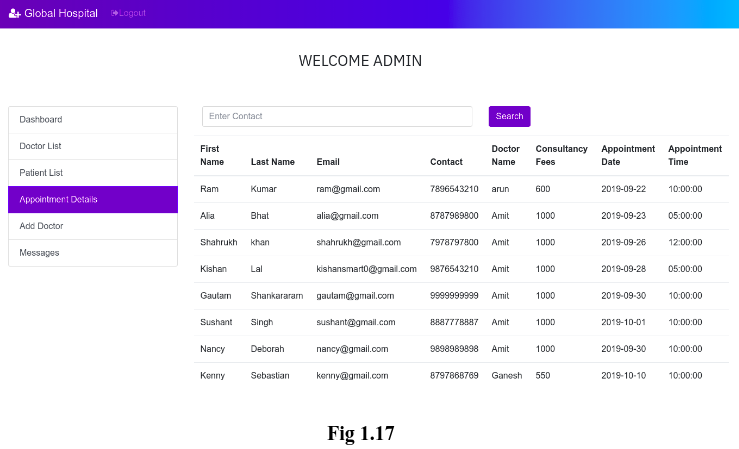 Global Hospital Logout
WELCOME ADMIN
Dashboard
Doctor List
Patient List
Appointment Details
Add Doctor
Messages
Enter Contact Search
First Name Last Name Email Contact Doctor Name Consultancy Fees Appointment Date Appointment Time
Ram Kumar ram@gmail.com 7896543210 arun 600 2019-09-22 10:00:00
Alia Bhat alia@gmail.com 8787989800 Amit 1000 2019-09-23 05:00:00
Shahrukh khan shahrukh@gmail.com 7978797800 Amit 1000 2019-09-26 12:00:00
Kishan Lal kishansmart0@gmail.com 9876543210 Amit 1000 2019-09-28 05:00:00
Gautam Shankararam gautam@gmail.com 9999999999 Amit 1000 2019-09-30 10:00:00
Sushant Singh sushant@gmail.com 8887778887 Amit 1000 2019-10-01 10:00:00
Nancy Deborah nancy@gmail.com 9898989898 Amit 1000 2019-09-30 10:00:00
Kenny Sebastian kenny@gmail.com 8797868769 Ganesh 550 2019-10-10 10:00:00
Fig 1.17